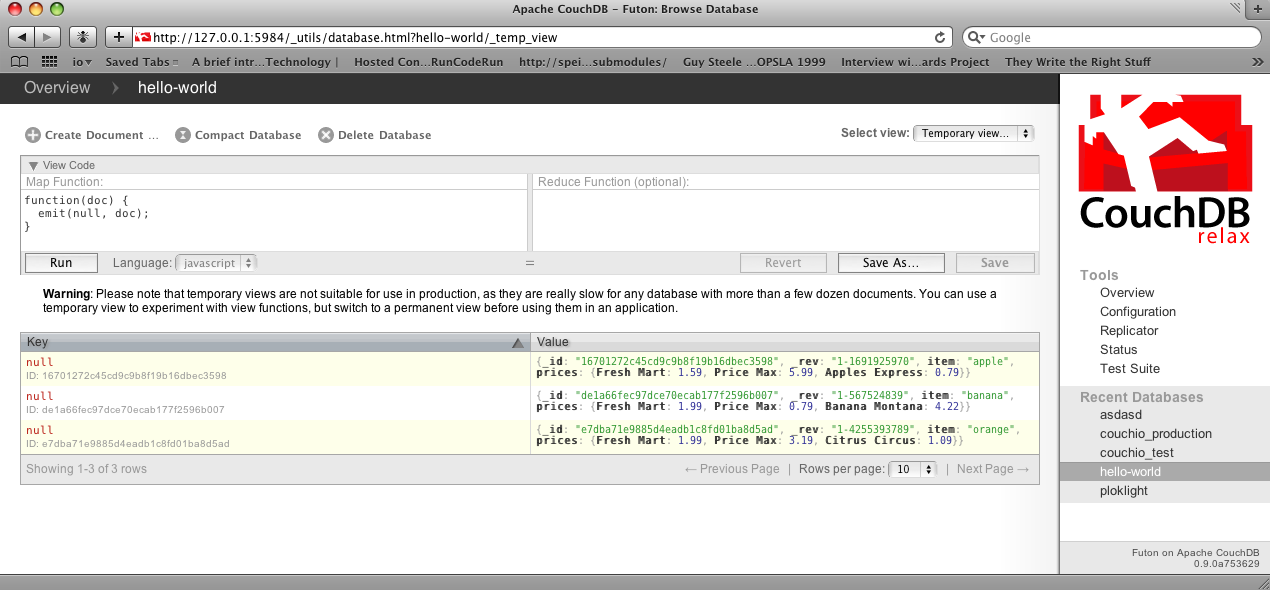 Apache CouchDB – Futon: Browse Database
http://127.0.0.1:5984/_utils/database.html?hello-world/_temp_view
Google
io▾ Saved Tabs A brief intr...Technology | Hosted Con...RunCodeRun http://spei...submodules/ Guy Steele ...OPSLA 1999 Interview wi...ards Project They Write the Right Stuff
Overview hello-world
Create Document ... Compact Database Delete Database
Select view: Temporary view...
View Code
Map Function: Reduce Function (optional):
function(doc) {
  emit(null, doc);
}
Run Language: javascript = Revert Save As... Save
Warning: Please note that temporary views are not suitable for use in production, as they are really slow for any database with more than a few dozen documents. You can use a
temporary view to experiment with view functions, but switch to a permanent view before using them in an application.
Key Value
null
ID: 16701272c45cd9c9b8f19b16dbec3598
{_id: "16701272c45cd9c9b8f19b16dbec3598", _rev: "1-1691925970", item: "apple",
prices: {Fresh Mart: 1.59, Price Max: 5.99, Apples Express: 0.79}}
null
ID: de1a66fec97dce70ecab177f2596b007
{_id: "de1a66fec97dce70ecab177f2596b007", _rev: "1-567524839", item: "banana",
prices: {Fresh Mart: 1.99, Price Max: 0.79, Banana Montana: 4.22}}
null
ID: e7dba71e9885d4eadb1c8fd01ba8d5ad
{_id: "e7dba71e9885d4eadb1c8fd01ba8d5ad", _rev: "1-4255393789", item: "orange",
prices: {Fresh Mart: 1.99, Price Max: 3.19, Citrus Circus: 1.09}}
Showing 1-3 of 3 rows
← Previous Page | Rows per page: 10 | Next Page →
CouchDB
relax
Tools
Overview
Configuration
Replicator
Status
Test Suite
Recent Databases
asdasd
couchio_production
couchio_test
hello-world
ploklight
Futon on Apache CouchDB
0.9.0a753629